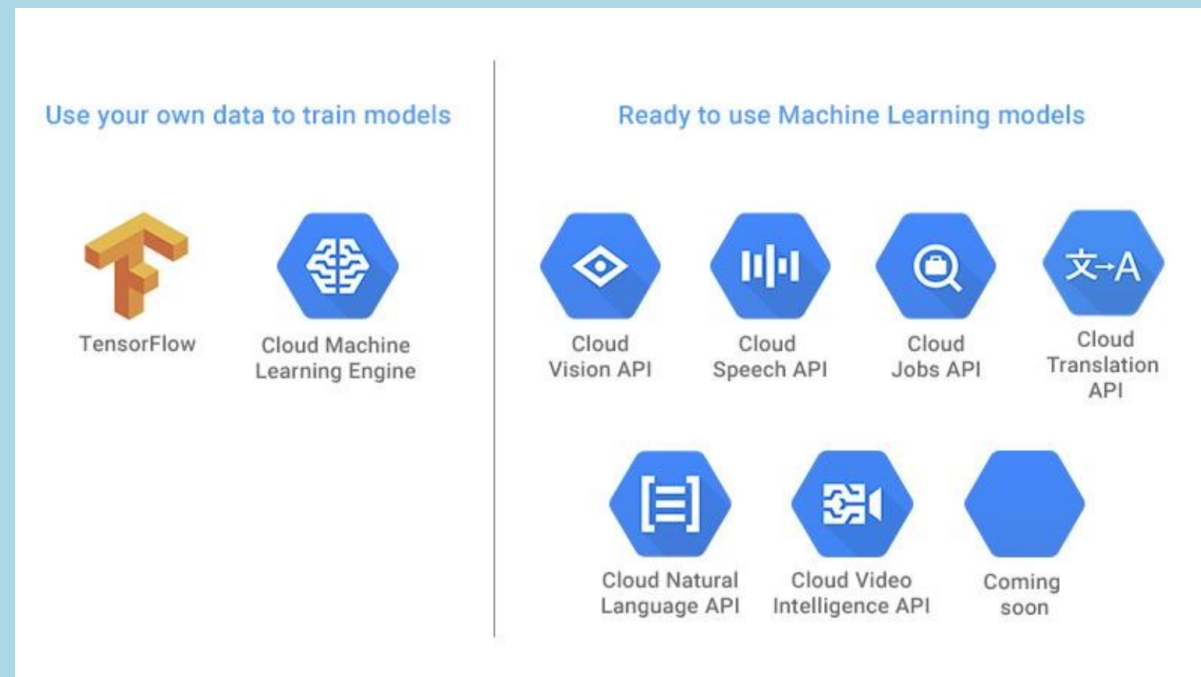 Use your own data to train models
Ready to use Machine Learning models
TensorFlow
Cloud Machine
Learning Engine
Cloud
Vision API
Cloud
Speech API
Cloud
Jobs API
文→A
Cloud
Translation
API
Cloud Natural
Language API
Cloud Video
Intelligence API
Coming
soon